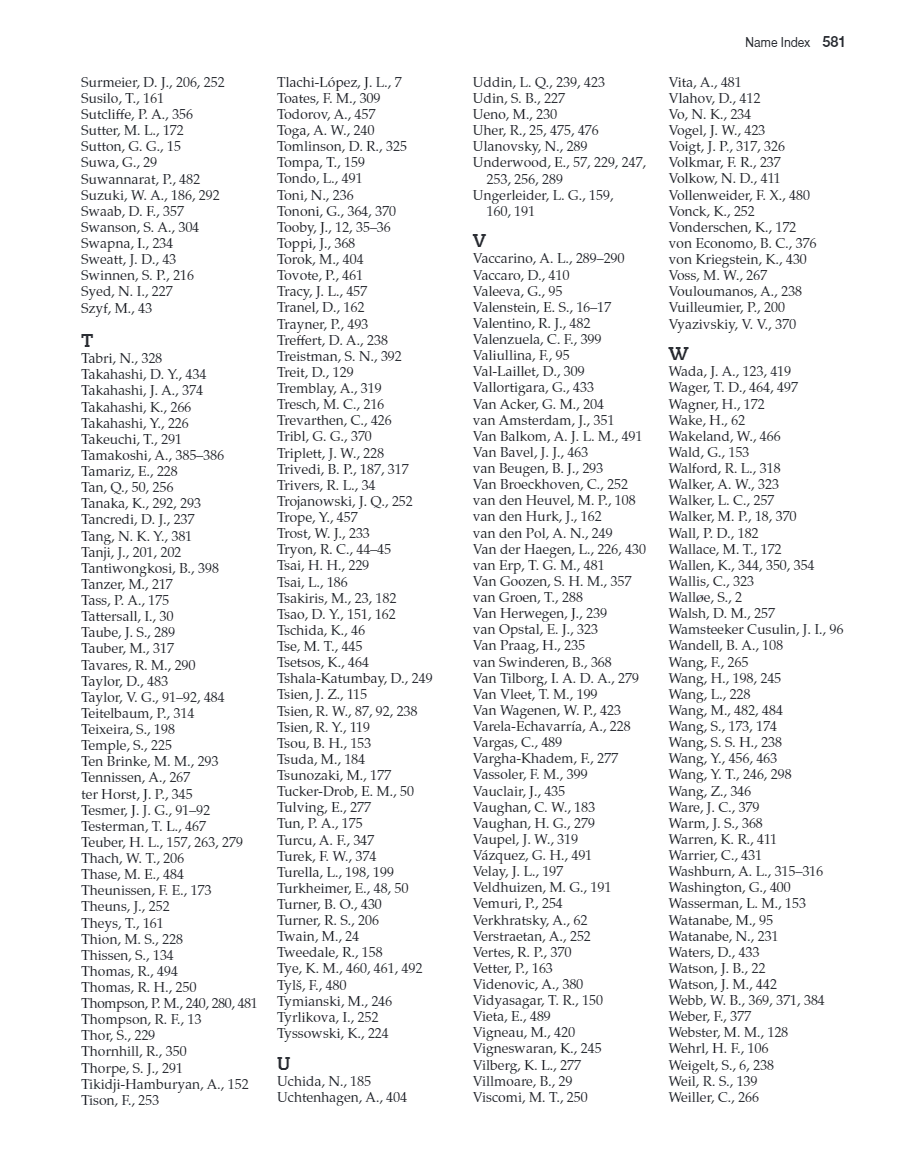 Name Index 581
Surmeier, D. J., 206, 252
Susilo, T., 161
Sutcliffe, P. A., 356
Sutter, M. L., 172
Sutton, G. G., 15
Suwa, G., 29
Suwannarat, P., 482
Suzuki, W. A., 186, 292
Swaab, D. F., 357
Swanson, S. A., 304
Swapna, I., 234
Sweatt, J. D., 43
Swinnen, S. P., 216
Syed, N. I., 227
Szyf, M., 43
T
Tabri, N., 328
Takahashi, D. Y., 434
Takahashi, J. A., 374
Takahashi, K., 266
Takahashi, Y., 226
Takeuchi, T., 291
Tamakoshi, A., 385–386
Tamariz, E., 228
Tan, Q., 50, 256
Tanaka, K., 292, 293
Tancredi, D. J., 237
Tang, N. K. Y., 381
Tanji, J., 201, 202
Tantiwongkosi, B., 398
Tanzer, M., 217
Tass, P. A., 175
Tattersall, I., 30
Taube, J. S., 289
Tauber, M., 317
Tavares, R. M., 290
Taylor, D., 483
Taylor, V. G., 91–92, 484
Teitelbaum, P., 314
Teixeira, S., 198
Temple, S., 225
Ten Brinke, M. M., 293
Tennissen, A., 267
ter Horst, J. P., 345
Tesmer, J. J. G., 91–92
Testerman, T. L., 467
Teuber, H. L., 157, 263, 279
Thach, W. T., 206
Thase, M. E., 484
Theunissen, F. E., 173
Theuns, J., 252
Theys, T., 161
Thion, M. S., 228
Thissen, S., 134
Thomas, R., 494
Thomas, R. H., 250
Thompson, P. M., 240, 280, 481
Thompson, R. F., 13
Thor, S., 229
Thornhill, R., 350
Thorpe, S. J., 291
Tikidji-Hamburyan, A., 152
Tison, F., 253
Tlachi-López, J. L., 7
Toates, F. M., 309
Todorov, A., 457
Toga, A. W., 240
Tomlinson, D. R., 325
Tompa, T., 159
Tondo, L., 491
Toni, N., 236
Tononi, G., 364, 370
Tooby, J., 12, 35–36
Toppi, J., 368
Torok, M., 404
Tovote, P., 461
Tracy, J. L., 457
Tranel, D., 162
Trayner, P., 493
Treffert, D. A., 238
Treistman, S. N., 392
Treit, D., 129
Tremblay, A., 319
Tresch, M. C., 216
Trevarthen, C., 426
Tribl, G. G., 370
Triplett, J. W., 228
Trivedi, B. P., 187, 317
Trivers, R. L., 34
Trojanowski, J. Q., 252
Trope, Y., 457
Trost, W. J., 233
Tryon, R. C., 44–45
Tsai, H. H., 229
Tsai, L., 186
Tsakiris, M., 23, 182
Tsao, D. Y., 151, 162
Tschida, K., 46
Tse, M. T., 445
Tsetsos, K., 464
Tshala-Katumbay, D., 249
Tsien, J. Z., 115
Tsien, R. W., 87, 92, 238
Tsien, R. Y., 119
Tsou, B. H., 153
Tsuda, M., 184
Tsunozaki, M., 177
Tucker-Drob, E. M., 50
Tulving, E., 277
Tun, P. A., 175
Turcu, A. F., 347
Turek, F. W., 374
Turella, L., 198, 199
Turkheimer, E., 48, 50
Turner, B. O., 430
Turner, R. S., 206
Twain, M., 24
Tweedale, R., 158
Tye, K. M., 460, 461, 492
Tylš, F., 480
Tymianski, M., 246
Tyrlikova, I., 252
Tyssowski, K., 224
U
Uchida, N., 185
Uchtenhagen, A., 404
Uddin, L. Q., 239, 423
Udin, S. B., 227
Ueno, M., 230
Uher, R., 25, 475, 476
Ulanovsky, N., 289
Underwood, E., 57, 229, 247,
253, 256, 289
Ungerleider, L. G., 159,
160, 191
V
Vaccarino, A. L., 289–290
Vaccaro, D., 410
Valeeva, G., 95
Valenstein, E. S., 16–17
Valentino, R. J., 482
Valenzuela, C. F., 399
Valiullina, F., 95
Val-Laillet, D., 309
Vallortigara, G., 433
Van Acker, G. M., 204
van Amsterdam, J., 351
Van Balkom, A. J. L. M., 491
Van Bavel, J. J., 463
van Beugen, B. J., 293
Van Broeckhoven, C., 252
van den Heuvel, M. P., 108
van den Hurk, J., 162
van den Pol, A. N., 249
Van der Haegen, L., 226, 430
van Erp, T. G. M., 481
Van Goozen, S. H. M., 357
van Groen, T., 288
Van Herwegen, J., 239
van Opstal, E. J., 323
Van Praag, H., 235
van Swinderen, B., 368
Van Tilborg, I. A. D. A., 279
Van Vleet, T. M., 199
Van Wagenen, W. P., 423
Varela-Echavarría, A., 228
Vargas, C., 489
Vargha-Khadem, F., 277
Vassoler, F. M., 399
Vauclair, J., 435
Vaughan, C. W., 183
Vaughan, H. G., 279
Vaupel, J. W., 319
Vázquez, G. H., 491
Velay, J. L., 197
Veldhuizen, M. G., 191
Vemuri, P., 254
Verkhratsky, A., 62
Verstraetan, A., 252
Vertes, R. P., 370
Vetter, P., 163
Videnovic, A., 380
Vidyasagar, T. R., 150
Vieta, E., 489
Vigneau, M., 420
Vigneswaran, K., 245
Vilberg, K. L., 277
Villmoare, B., 29
Viscomi, M. T., 250
Vita, A., 481
Vlahov, D., 412
Vo, N. K., 234
Vogel, J. W., 423
Voigt, J. P., 317, 326
Volkmar, F. R., 237
Volkow, N. D., 411
Vollenweider, F. X., 480
Vonck, K., 252
Vonderschen, K., 172
von Economo, B. C., 376
von Kriegstein, K., 430
Voss, M. W., 267
Vouloumanos, A., 238
Vuilleumier, P., 200
Vyazivskiy, V. V., 370
W
Wada, J. A., 123, 419
Wager, T. D., 464, 497
Wagner, H., 172
Wake, H., 62
Wakeland, W., 466
Wald, G., 153
Walford, R. L., 318
Walker, A. W., 323
Walker, L. C., 257
Walker, M. P., 18, 370
Wall, P. D., 182
Wallace, M. T., 172
Wallen, K., 344, 350, 354
Wallis, C., 323
Walløe, S., 2
Walsh, D. M., 257
Wamsteeker Cusulin, J. I., 96
Wandell, B. A., 108
Wang, F., 265
Wang, H., 198, 245
Wang, L., 228
Wang, M., 482, 484
Wang, S., 173, 174
Wang, S. S. H., 238
Wang, Y., 456, 463
Wang, Y. T., 246, 298
Wang, Z., 346
Ware, J. C., 379
Warm, J. S., 368
Warren, K. R., 411
Warrier, C., 431
Washburn, A. L., 315–316
Washington, G., 400
Wasserman, L. M., 153
Watanabe, M., 95
Watanabe, N., 231
Waters, D., 433
Watson, J. B., 22
Watson, J. M., 442
Webb, W. B., 369, 371, 384
Weber, F., 377
Webster, M. M., 128
Wehrl, H. F., 106
Weigelt, S., 6, 238
Weil, R. S., 139
Weiller, C., 266